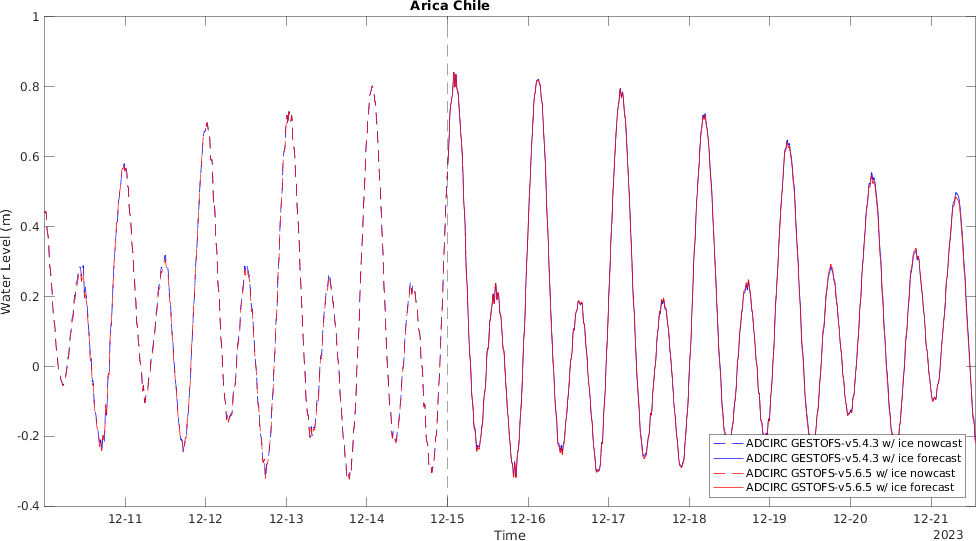 Arica Chile
1
0.8
0.6
0.4
0.2
0
-0.2
-0.4
Water Level (m)
ADCIRC GESTOFS-v5.4.3 w/ ice nowcast
ADCIRC GESTOFS-v5.4.3 w/ ice forecast
ADCIRC GSTOFS-v5.6.5 w/ ice nowcast
ADCIRC GSTOFS-v5.6.5 w/ ice forecast
12-11 12-12 12-13 12-14 12-15 12-16 12-17 12-18 12-19 12-20 12-21
Time
2023